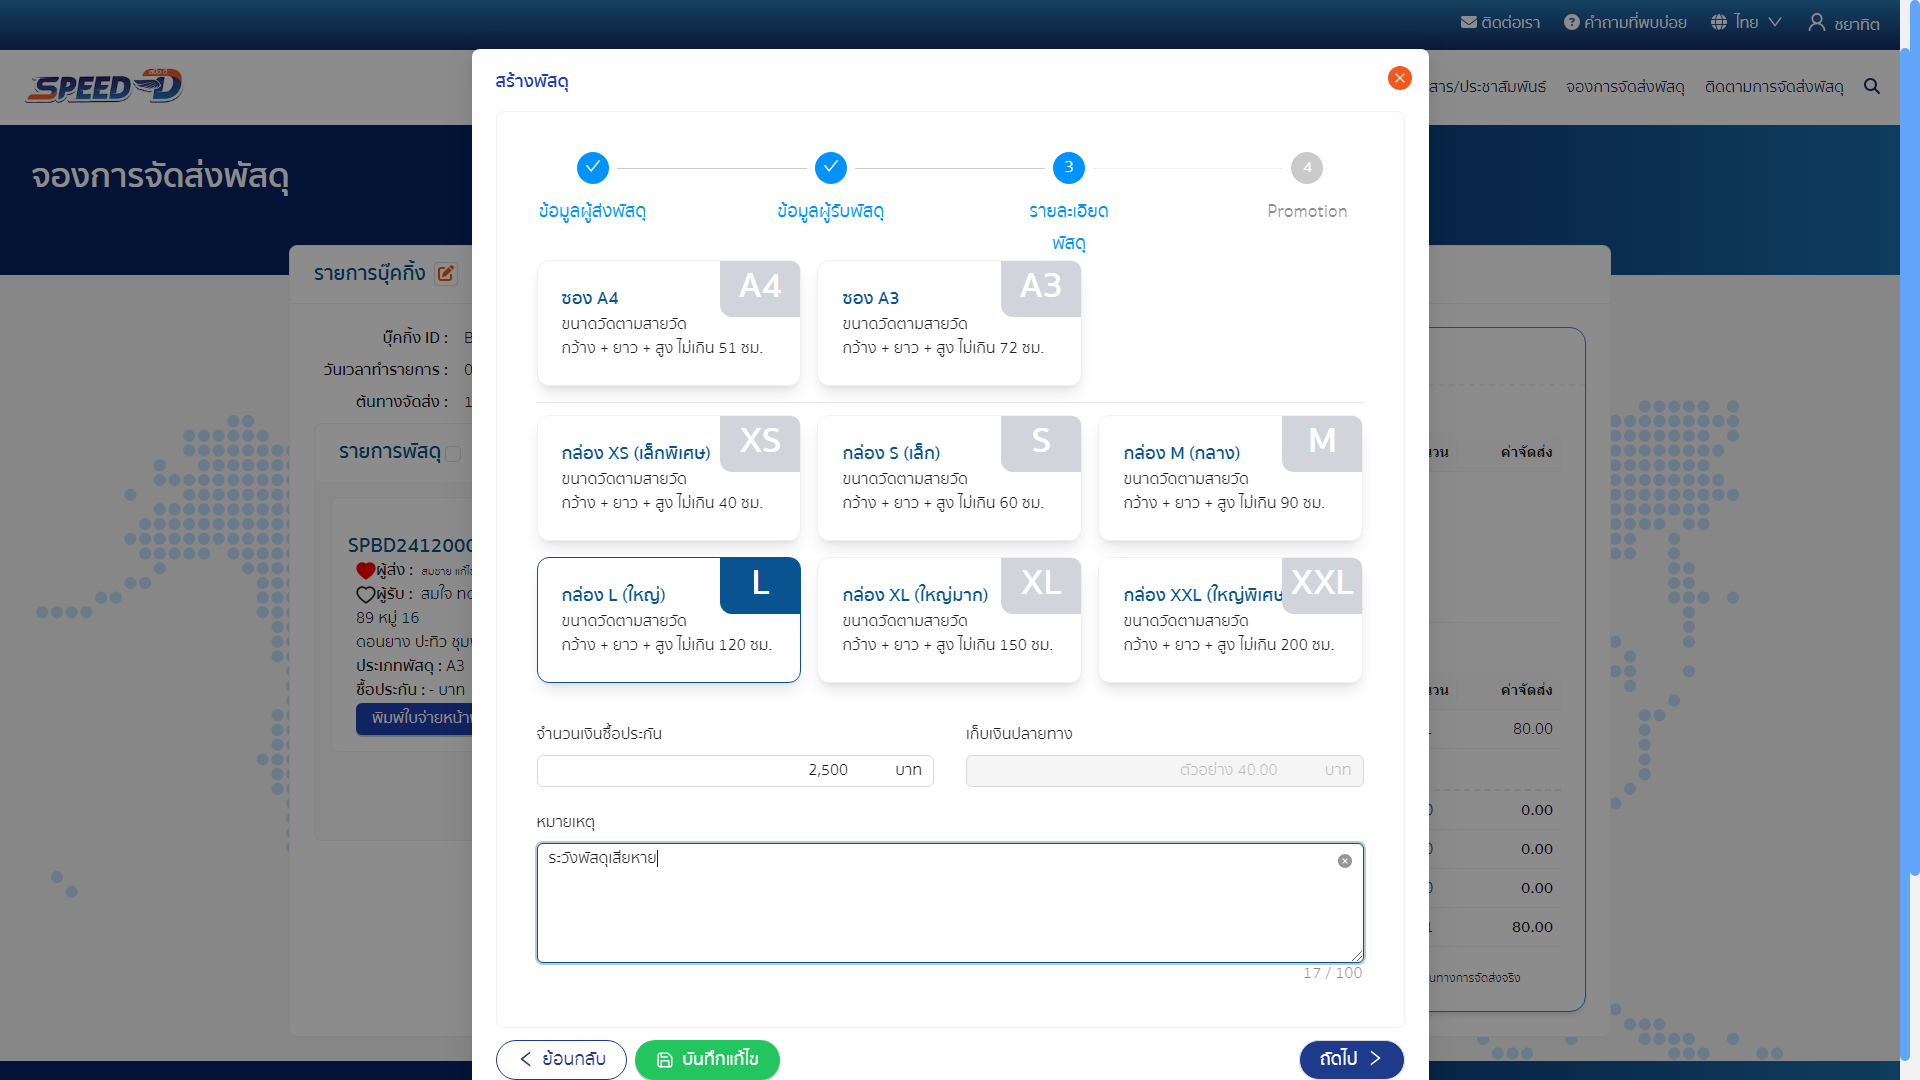 ติดต่อเรา
คำถามที่พบบ่อย
ไทย
ชยาทิต
สปีด ดี
SPEED-D
สาร/ประชาสัมพันธ์
จองการจัดส่งพัสดุ
ติดตามการจัดส่งพัสดุ
จองการจัดส่งพัสดุ
รายการบุ๊คกิ้ง
บุ๊คกิ้ง ID :
วันเวลาทำรายการ : 0
ต้นทางจัดส่ง : 1
รายการพัสดุ
SPBD2412000
ผู้ส่ง : สมชาย
ผู้รับ : สมใจ
89 หมู่ 16
ดอนยาง ปะทิว
ประเภทพัสดุ : A3
ซื้อประกัน : - บาท
พิมพ์ใบจ่ายหน้า
สร้างพัสดุ
ข้อมูลผู้ส่งพัสดุ
ข้อมูลผู้รับพัสดุ
3
รายละเอียด
พัสดุ
4
Promotion
A4
ซอง A4
ขนาดวัดตามสายวัด
กว้าง + ยาว + สูง ไม่เกิน 51 ซม.
A3
ซอง A3
ขนาดวัดตามสายวัด
กว้าง + ยาว + สูง ไม่เกิน 72 ซม.
XS
กล่อง XS (เล็กพิเศษ)
ขนาดวัดตามสายวัด
กว้าง + ยาว + สูง ไม่เกิน 40 ซม.
S
กล่อง S (เล็ก)
ขนาดวัดตามสายวัด
กว้าง + ยาว + สูง ไม่เกิน 60 ซม.
M
กล่อง M (กลาง)
ขนาดวัดตามสายวัด
กว้าง + ยาว + สูง ไม่เกิน 90 ซม.
L
กล่อง L (ใหญ่)
ขนาดวัดตามสายวัด
กว้าง + ยาว + สูง ไม่เกิน 120 ซม.
XL
กล่อง XL (ใหญ่มาก)
ขนาดวัดตามสายวัด
กว้าง + ยาว + สูง ไม่เกิน 150 ซม.
XXL
กล่อง XXL (ใหญ่พิเศษ
ขนาดวัดตามสายวัด
กว้าง + ยาว + สูง ไม่เกิน 200 ซม.
จำนวนเงินซื้อประกัน
2,500 บาท
เก็บเงินปลายทาง
ตัวอย่าง 40.00 บาท
หมายเหตุ
ระวังพัสดุเสียหาย
17 / 100
ย้อนกลับ
บันทึกแก้ไข
ถัดไป
ค่าจัดส่ง
ค่าจัดส่ง
80.00
0.00
0.00
0.00
80.00
นทางการจัดส่งจริง